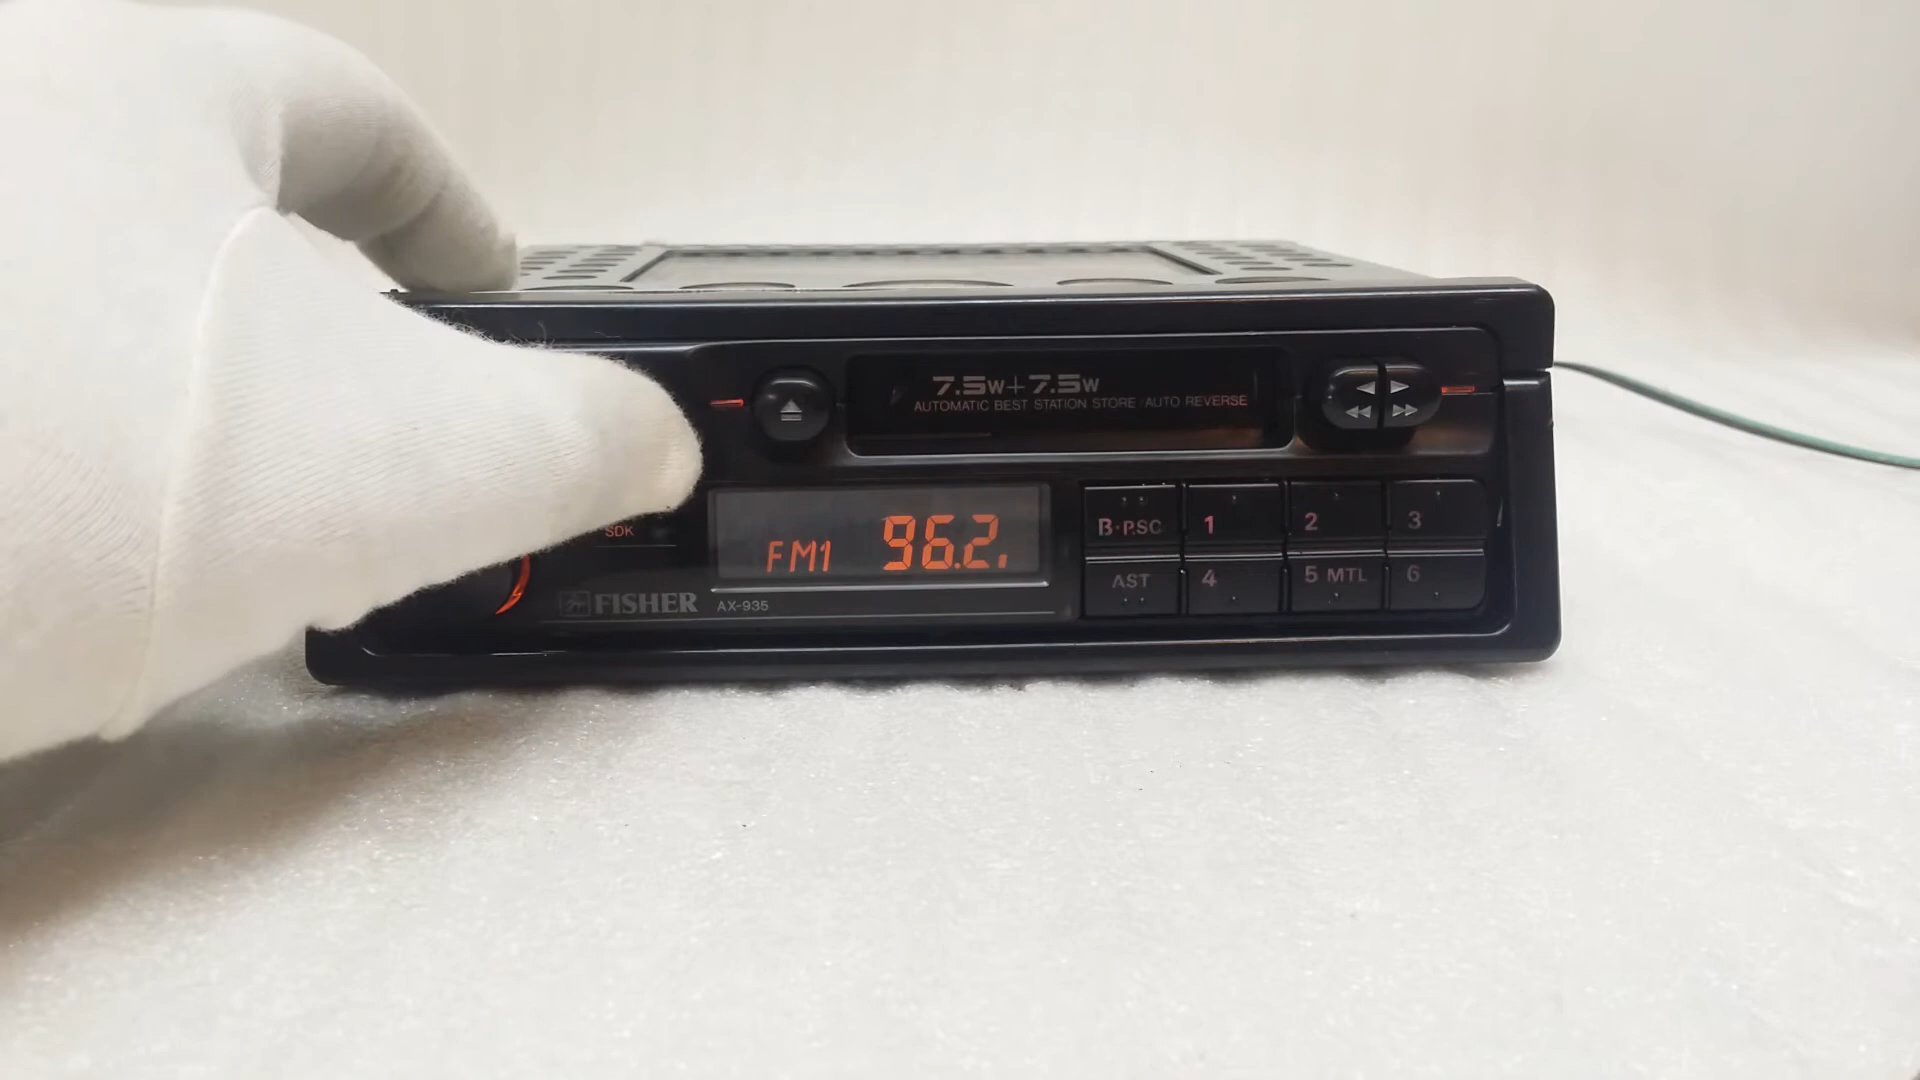 7.5W+7.5W
AUTOMATIC BEST STATION STORE/AUTO REVERSE
SDK
FM1 96.2
B·P.SC 1 2 3
AST 4 5 MTL 6
FISHER AX-935